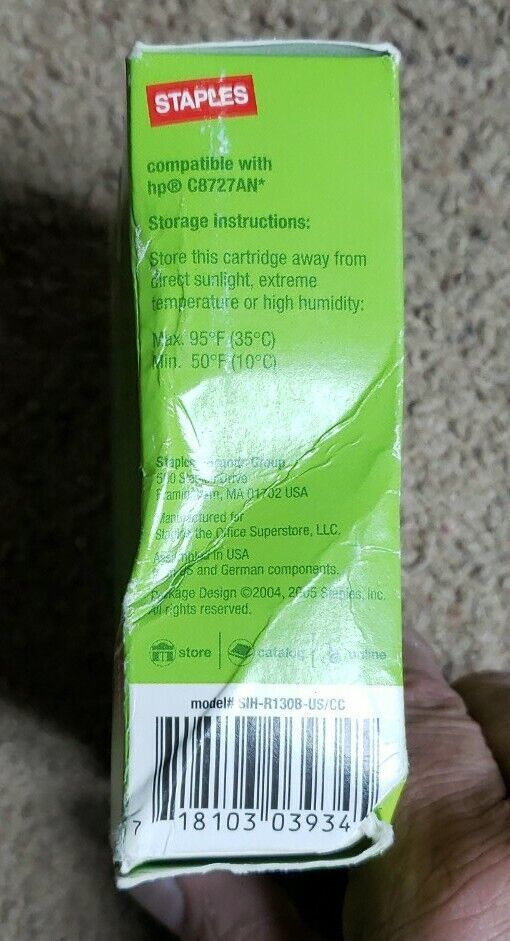 STAPLES
compatible with
hp® C8727AN*
Storage instructions:
Store this cartridge away from
direct sunlight, extreme
temperature or high humidity:
Max. 95°F (35°C)
Min. 50°F (10°C)
Group
Drive
MA 01702 USA
Manufactured for
Staples the Office Superstore, LLC.
Assembled in USA
and German components.
Package Design ©2004, 2005 Staples, Inc.
All rights reserved.
store | catalog | online
model# SIH-R130B-US/CC
7 18103 03934